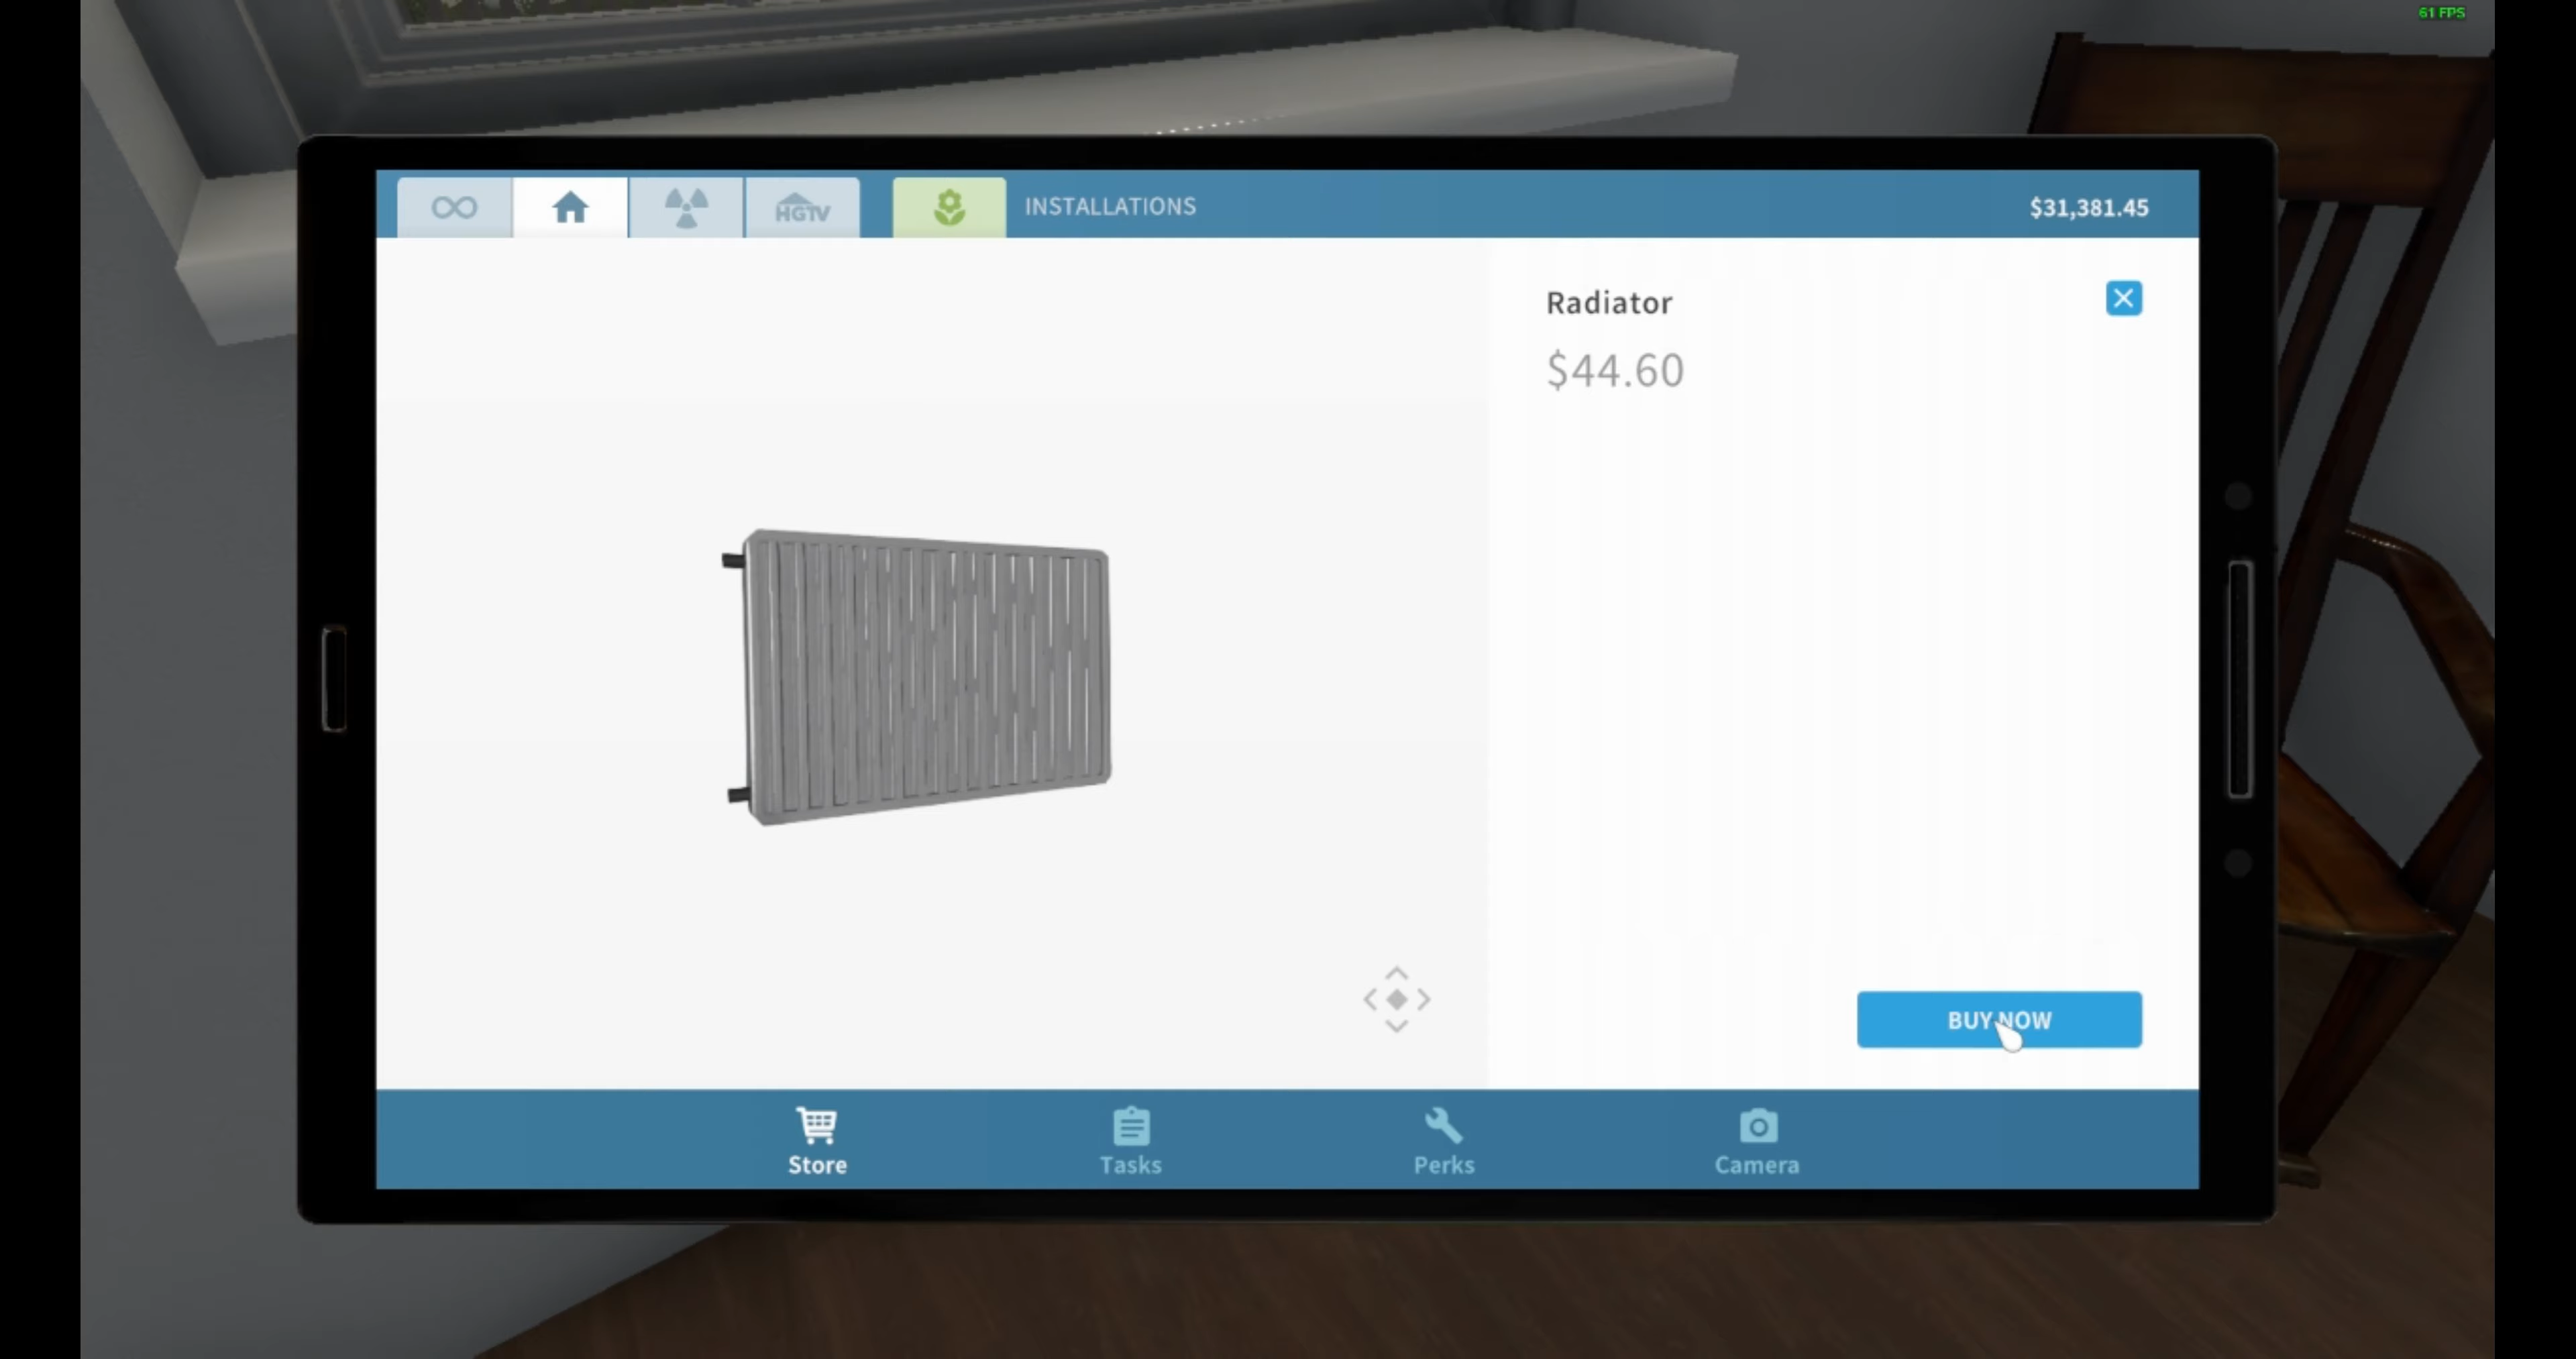 61 FPS
HGTV
INSTALLATIONS
$31,381.45
Radiator
$44.60
BUY NOW
Store
Tasks
Perks
Camera